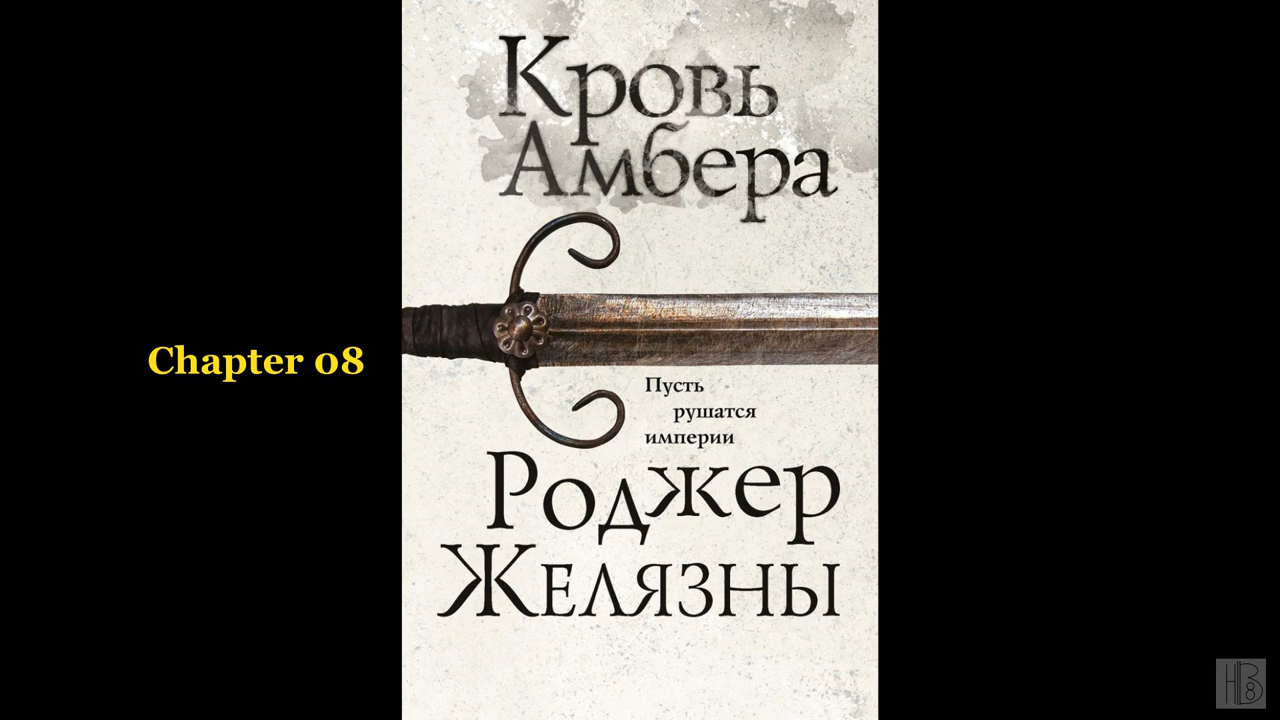 Кровь
Амбера
Chapter 08
Пусть
рушатся
империи
Роджер
Желязны